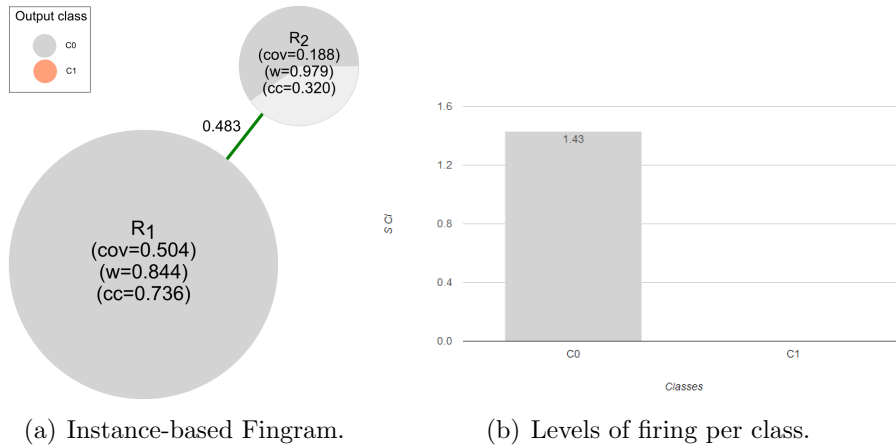 Output class
C0
C1
R2
(cov=0.188)
(w=0.979)
(cc=0.320)
0.483
R1
(cov=0.504)
(w=0.844)
(cc=0.736)
(a) Instance-based Fingram.
1.6
1.2
0.8
0.4
0.0
S Cl
1.43
C0
C1
Classes
(b) Levels of firing per class.